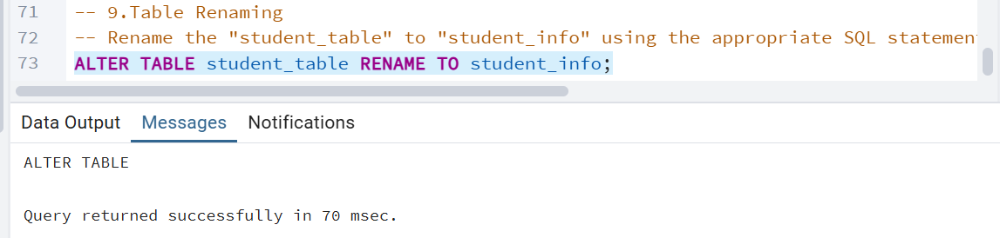 71 -- 9.Table Renaming
72 -- Rename the "student_table" to "student_info" using the appropriate SQL
73 ALTER TABLE student_table RENAME TO student_info;
Data Output Messages Notifications
ALTER TABLE
Query returned successfully in 70 msec.